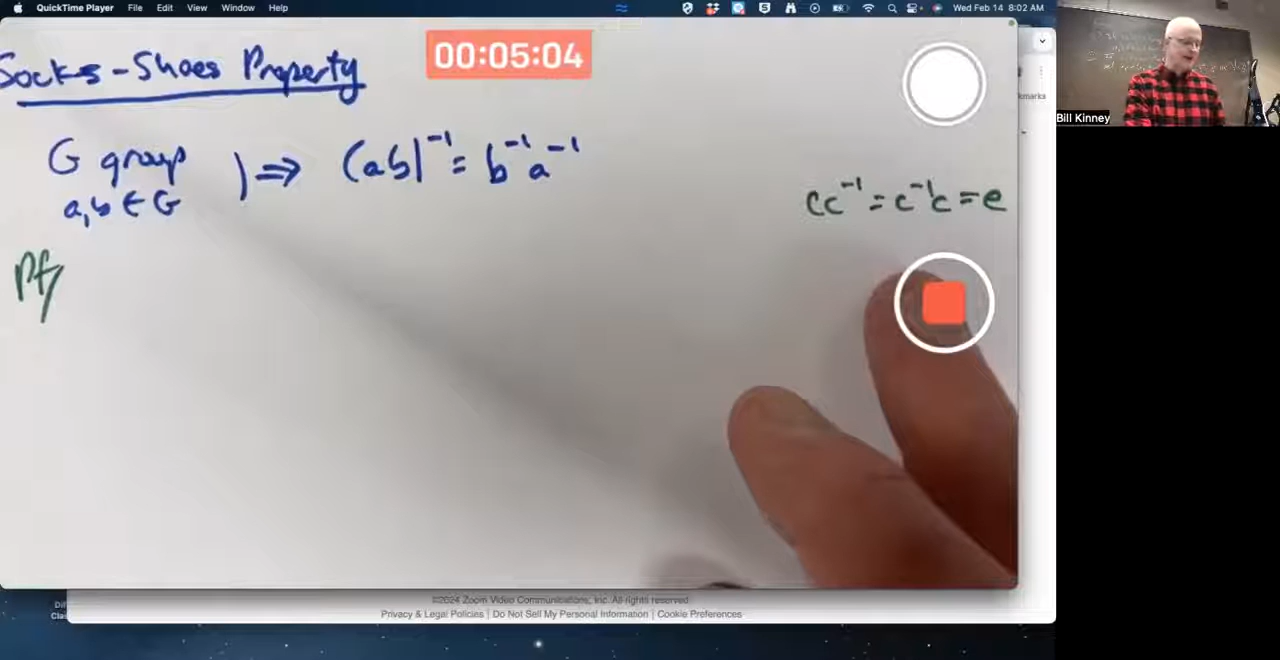 QuickTime Player File Edit View Window Help
Wed Feb 14 8:02 AM
Socks-Shoes Property
00:05:04
Bill Kinney
G group
a,b ∈ G
⇒ (ab)⁻¹ = b⁻¹a⁻¹
cc⁻¹ = c⁻¹c = e
Pf/
©2024 Zoom Video Communications, Inc. All rights reserved.
Privacy & Legal Policies | Do Not Sell My Personal Information | Cookie Preferences